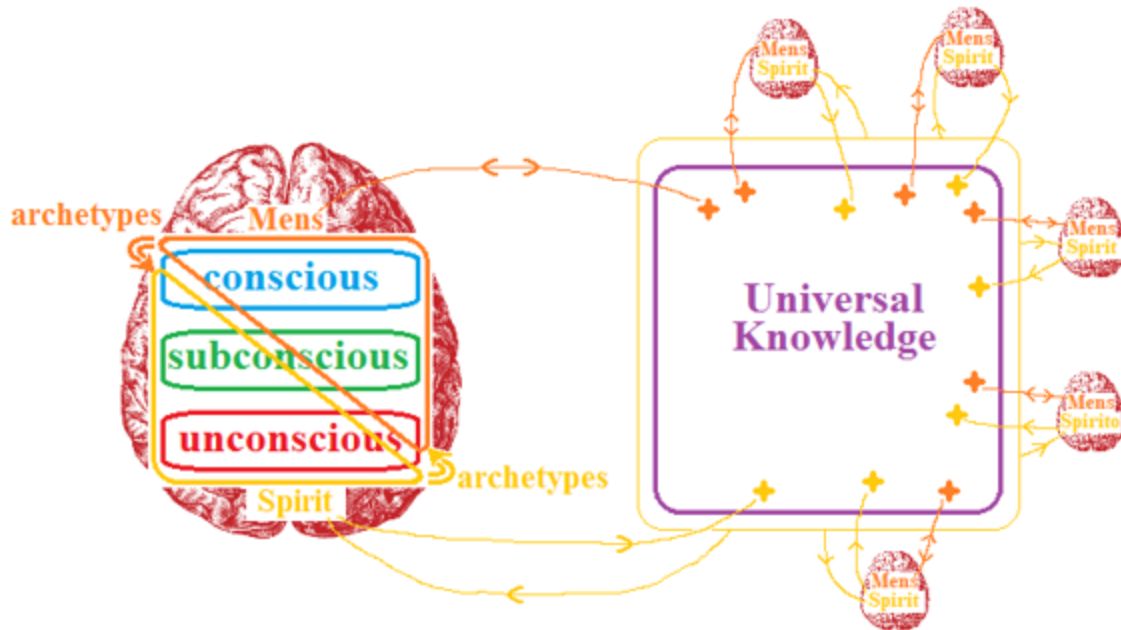 archetypes
Mens
conscious
subconscious
unconscious
archetypes
Spirit
Universal
Knowledge
Mens
Spirit
Mens
Spirit
Mens
Spirit
Mens
Spirito
Mens
Spirit